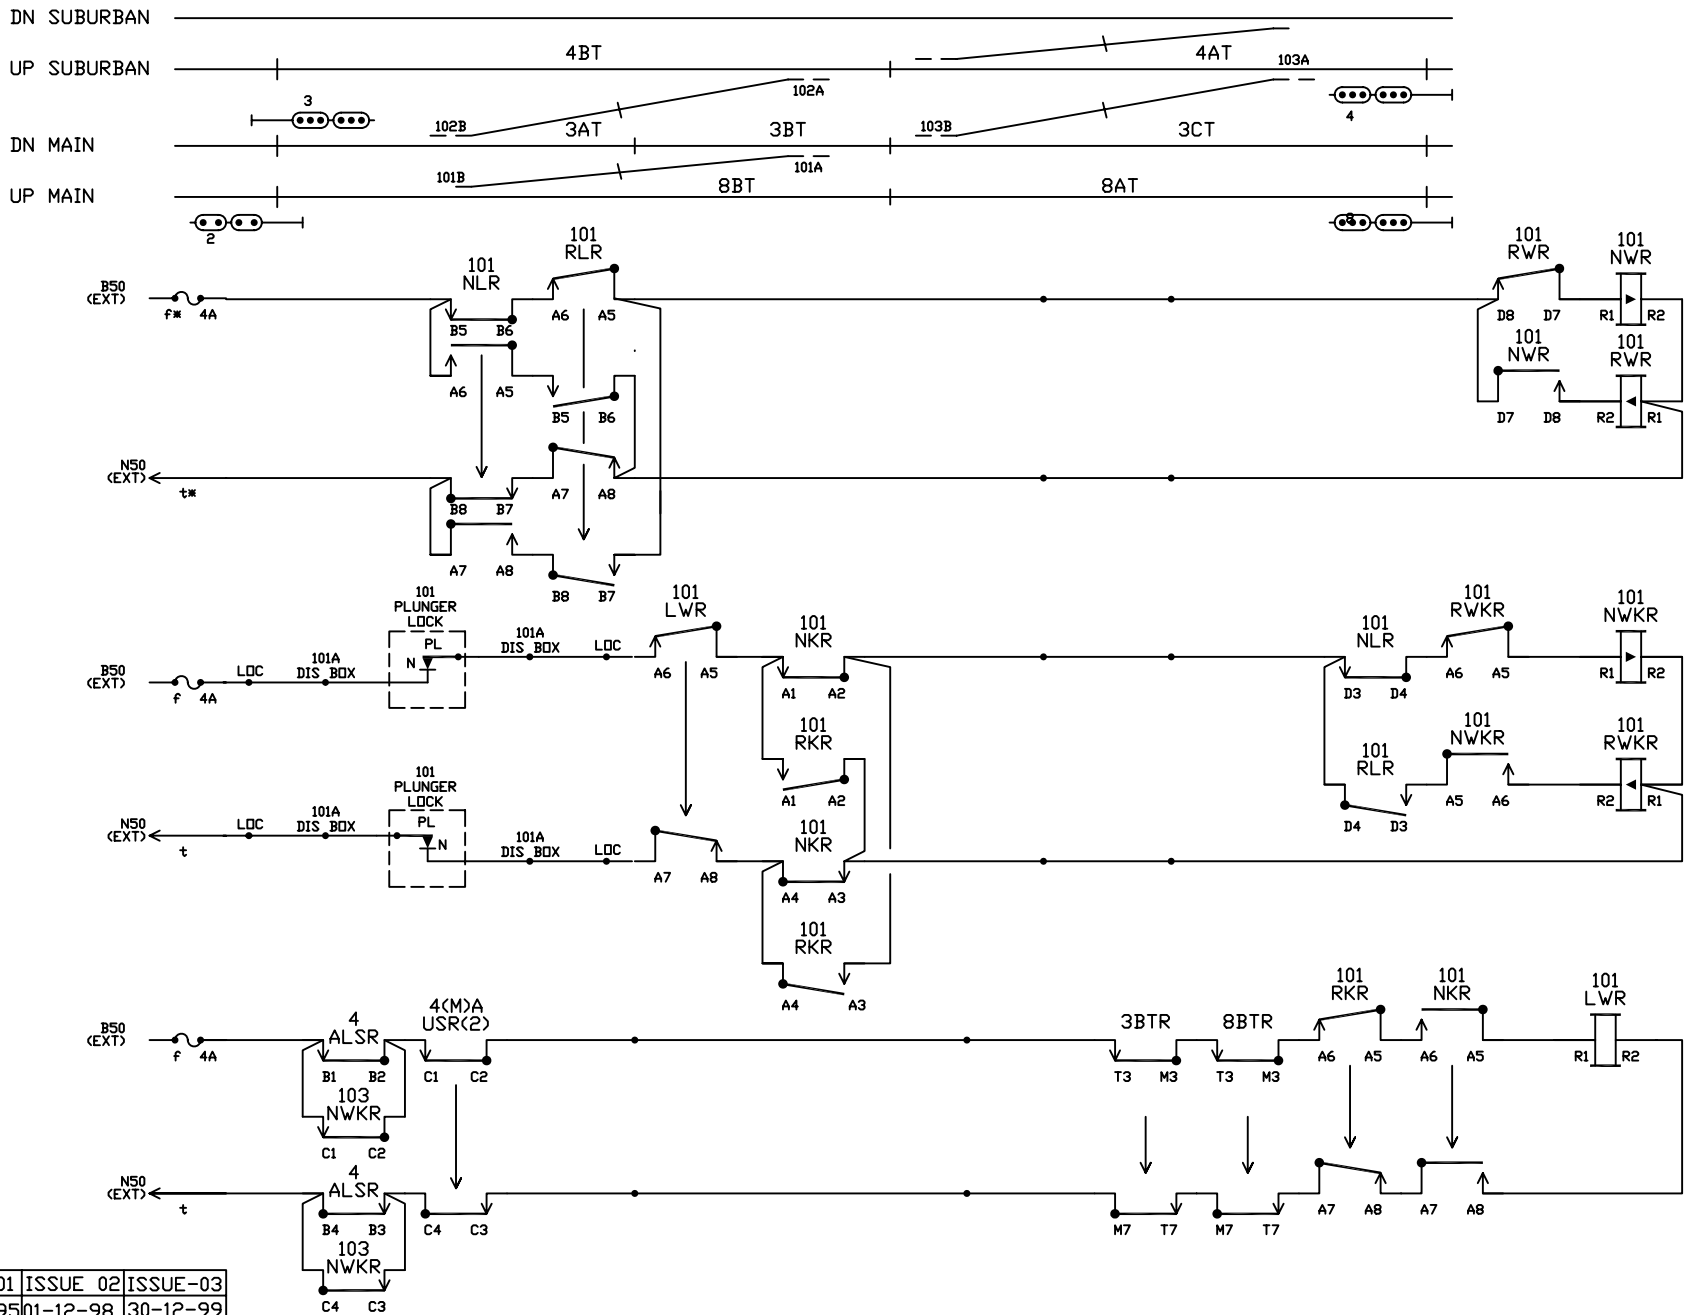 DN SUBURBAN
UP SUBURBAN
4BT
4AT
103A
102A
3
4
102B
3AT
3BT
103B
3CT
DN MAIN
101B
101A
UP MAIN
8BT
8AT
2
8
101
RLR
101
NLR
101
RWR
101
NWR
B50
(EXT)
f* 4A
B5 B6
A6 A5
D8 D7
R1 R2
101
NWR
101
RWR
A6 A5
B5 B6
D7 D8
R2 R1
N50
(EXT)
t*
A7 A8
B8 B7
A7 A8
B8 B7
101
PLUNGER
LOCK
PL
N
101
LWR
101
NKR
101
NLR
101
RWKR
101
NWKR
B50
(EXT)
f 4A
LOC
101A
DIS BOX
101A
DIS BOX
LOC
A6 A5
A1 A2
D3 D4
A6 A5
R1 R2
101
RKR
101
RLR
101
NWKR
101
RWKR
A1 A2
D4 D3
A5 A6
R2 R1
101
PLUNGER
LOCK
PL
N
N50
(EXT)
t
LOC
101A
DIS BOX
101A
DIS BOX
LOC
101
NKR
A7 A8
A4 A3
101
RKR
A4 A3
B50
(EXT)
f 4A
4
ALSR
4(M)A
USR(2)
3BTR
8BTR
101
RKR
101
NKR
101
LWR
B1 B2
C1 C2
T3 M3
T3 M3
A6 A5
A6 A5
R1 R2
103
NWKR
C1 C2
N50
(EXT)
t
4
ALSR
B4 B3
C4 C3
M7 T7
M7 T7
A7 A8
A7 A8
103
NWKR
C4 C3
01 ISSUE 02 ISSUE-03
95 01-12-98 30-12-99